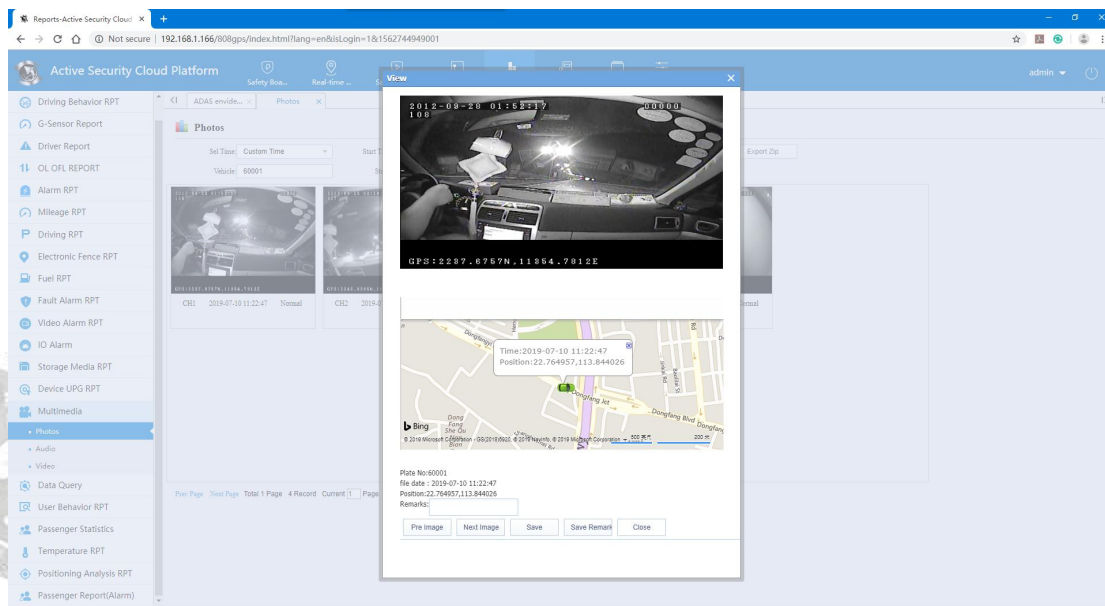 Reports-Active Security Cloud
Not secure | 192.168.1.166/808gps/index.html?lang=en&isLogin=1&1562744949001
Active Security Cloud Platform
Safety Boa...
Real-time ...
admin
Driving Behavior RPT
G-Sensor Report
Driver Report
OL OFL REPORT
Alarm RPT
Mileage RPT
Driving RPT
Electronic Fence RPT
Fuel RPT
Fault Alarm RPT
Video Alarm RPT
IO Alarm
Storage Media RPT
Device UPG RPT
Multimedia
Photos
Audio
Video
Data Query
User Behavior RPT
Passenger Statistics
Temperature RPT
Positioning Analysis RPT
Passenger Report(Alarm)
ADAS envide...
Photos
Photos
Sel Time: Custom Time
Start T
Export Zip
Vehicle: 60001
CH1 2019-07-10 11:22:47 Normal
CH2 2019-0
Prev Page Next Page Total 1 Page 4 Record Current 1 Page
View
2012-09-28 01:52:17 00000
108
GPS:2237.6757N,11354.7812E
Time:2019-07-10 11:22:47
Position:22.764957,113.844026
Dongfang
Dongfang Blvd
Bing
200 米
Plate No:60001
file date : 2019-07-10 11:22:47
Position:22.764957,113.844026
Remarks:
Pre Image
Next Image
Save
Save Remark
Close